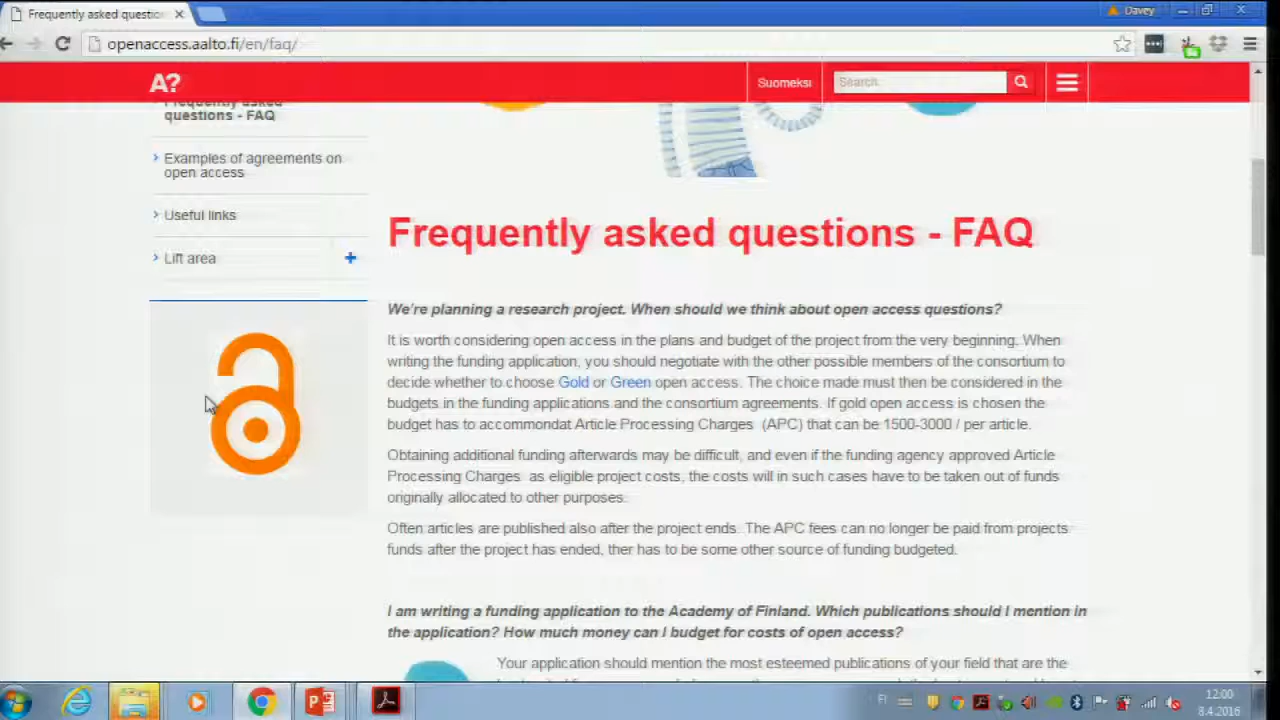 Frequently asked questic
Davey
openaccess.aalto.fi/en/faq/
A?
Suomeksi
Search
Frequently asked
questions - FAQ
Examples of agreements on
open access
Useful links
Lift area
Frequently asked questions - FAQ
We're planning a research project. When should we think about open access questions?
It is worth considering open access in the plans and budget of the project from the very beginning. When
writing the funding application, you should negotiate with the other possible members of the consortium to
decide whether to choose Gold or Green open access. The choice made must then be considered in the
budgets in the funding applications and the consortium agreements. If gold open access is chosen the
budget has to accommondat Article Processing Charges (APC) that can be 1500-3000 / per article.
Obtaining additional funding afterwards may be difficult, and even if the funding agency approved Article
Processing Charges as eligible project costs, the costs will in such cases have to be taken out of funds
originally allocated to other purposes.
Often articles are published also after the project ends. The APC fees can no longer be paid from projects
funds after the project has ended, ther has to be some other source of funding budgeted.
I am writing a funding application to the Academy of Finland. Which publications should I mention in
the application? How much money can I budget for costs of open access?
Your application should mention the most esteemed publications of your field that are the
FI
12:00
8.4.2016